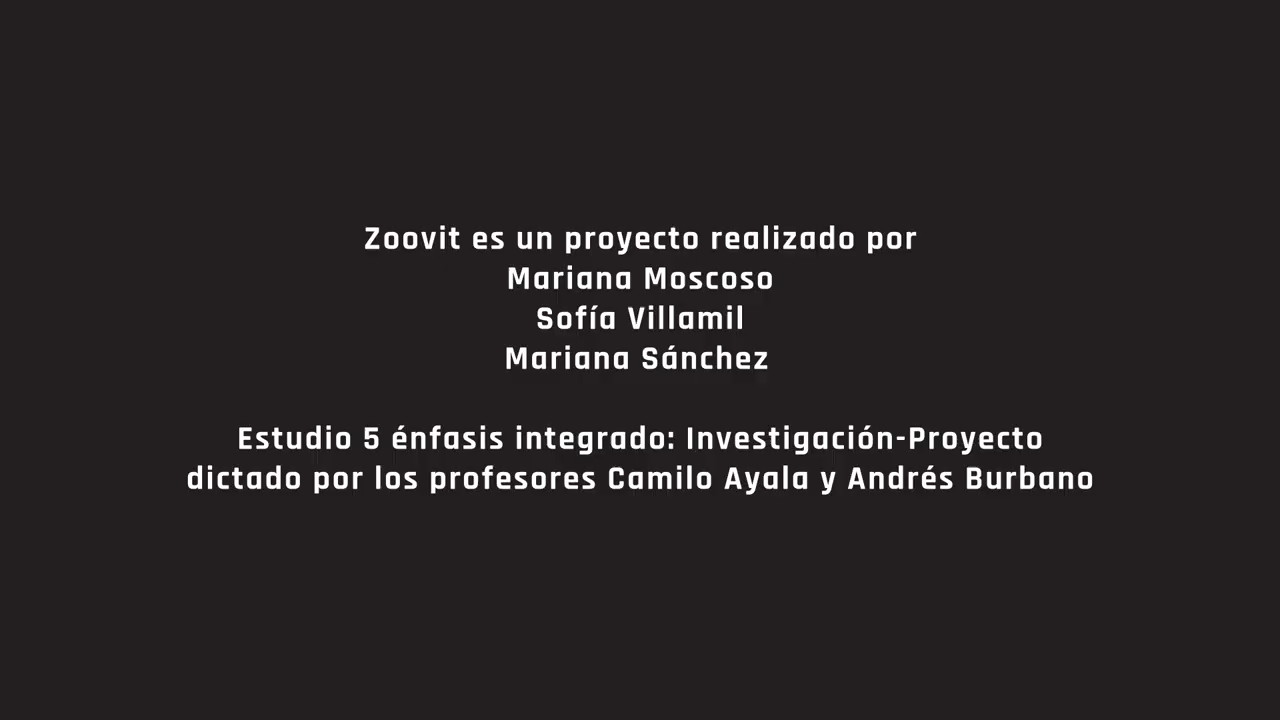 Zoovit es un proyecto realizado por
Mariana Moscoso
Sofía Villamil
Mariana Sánchez
Estudio 5 énfasis integrado: Investigación-Proyecto
dictado por los profesores Camilo Ayala y Andrés Burbano